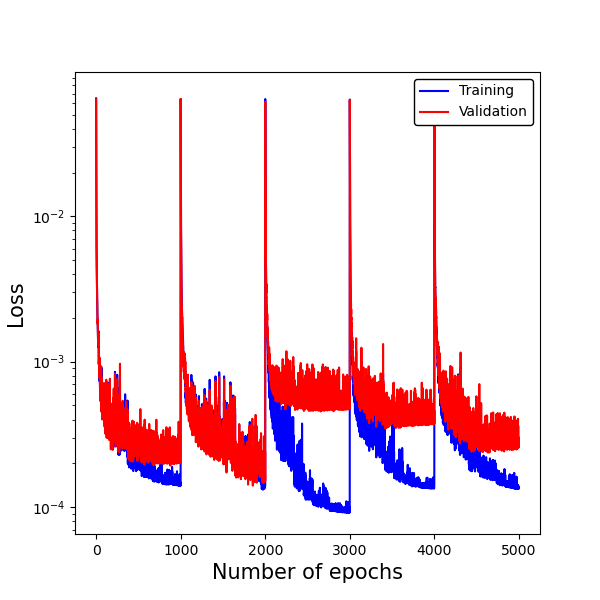 Training
Validation
Loss
10⁻²
10⁻³
10⁻⁴
0 1000 2000 3000 4000 5000
Number of epochs